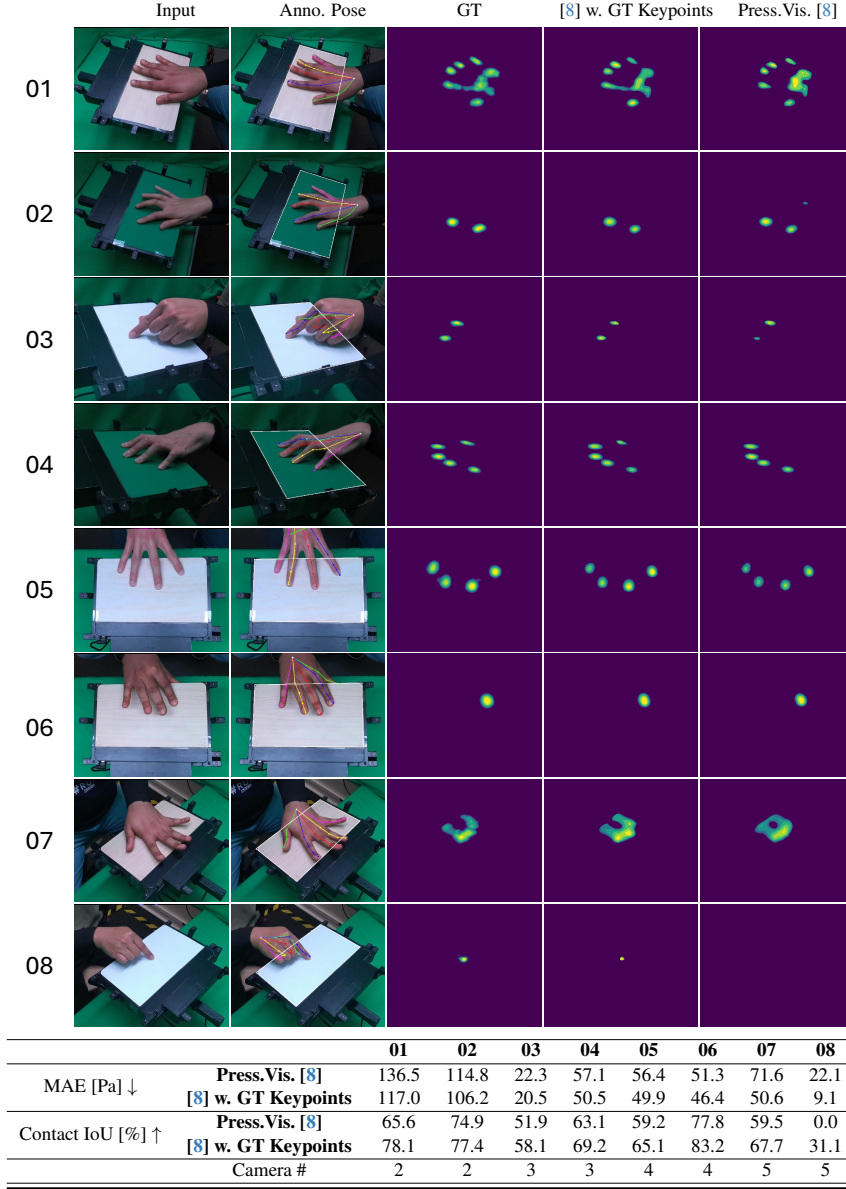 Input Anno. Pose GT [8] w. GT Keypoints Press.Vis. [8]
01
02
03
04
05
06
07
08
01 02 03 04 05 06 07 08
MAE [Pa] ↓ Press.Vis. [8] 136.5 114.8 22.3 57.1 56.4 51.3 71.6 22.1
[8] w. GT Keypoints 117.0 106.2 20.5 50.5 49.9 46.4 50.6 9.1
Contact IoU [%] ↑ Press.Vis. [8] 65.6 74.9 51.9 63.1 59.2 77.8 59.5 0.0
[8] w. GT Keypoints 78.1 77.4 58.1 69.2 65.1 83.2 67.7 31.1
Camera # 2 2 3 3 4 4 5 5